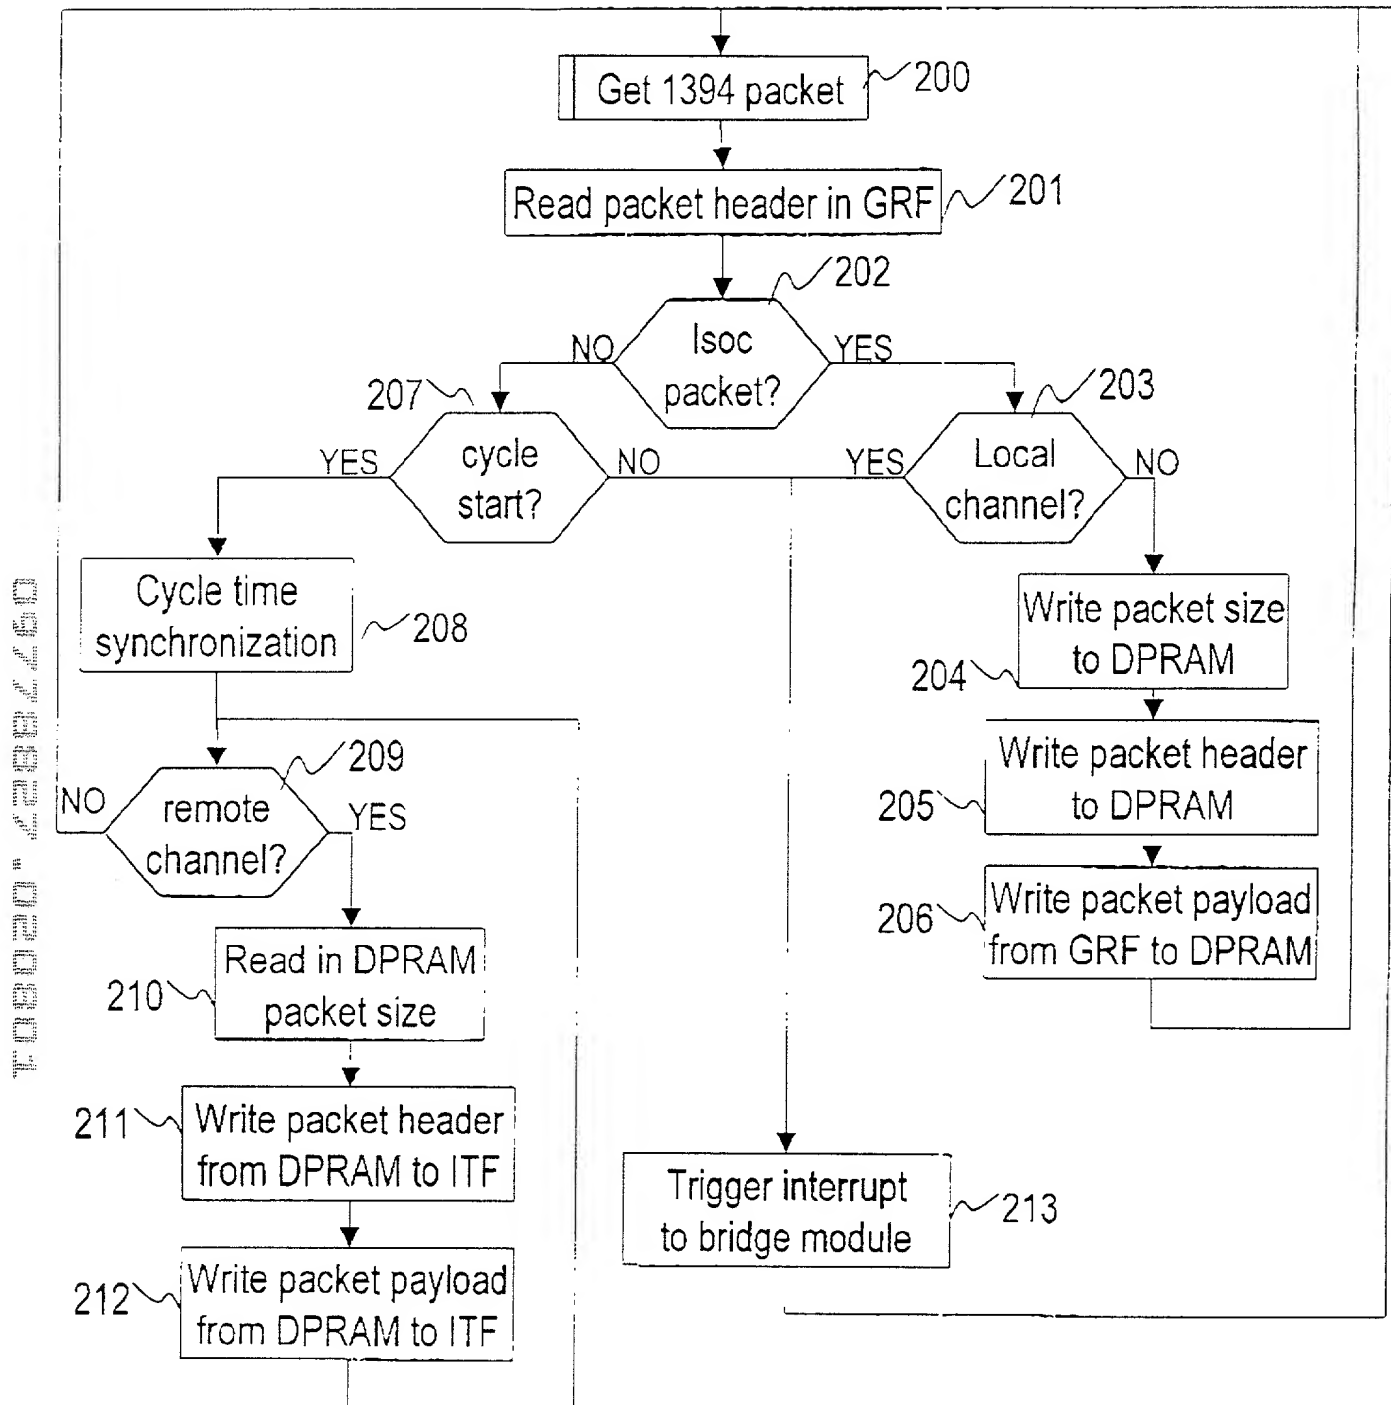 Get 1394 packet
200
Read packet header in GRF
201
202
Isoc
packet?
NO
YES
207
203
cycle
start?
YES
NO
Local
channel?
YES
NO
Cycle time
synchronization
208
Write packet size
to DPRAM
204
Write packet header
to DPRAM
205
209
remote
channel?
NO
YES
Write packet payload
from GRF to DPRAM
206
Read in DPRAM
packet size
210
Write packet header
from DPRAM to ITF
211
Trigger interrupt
to bridge module
213
Write packet payload
from DPRAM to ITF
212
09778827.020801